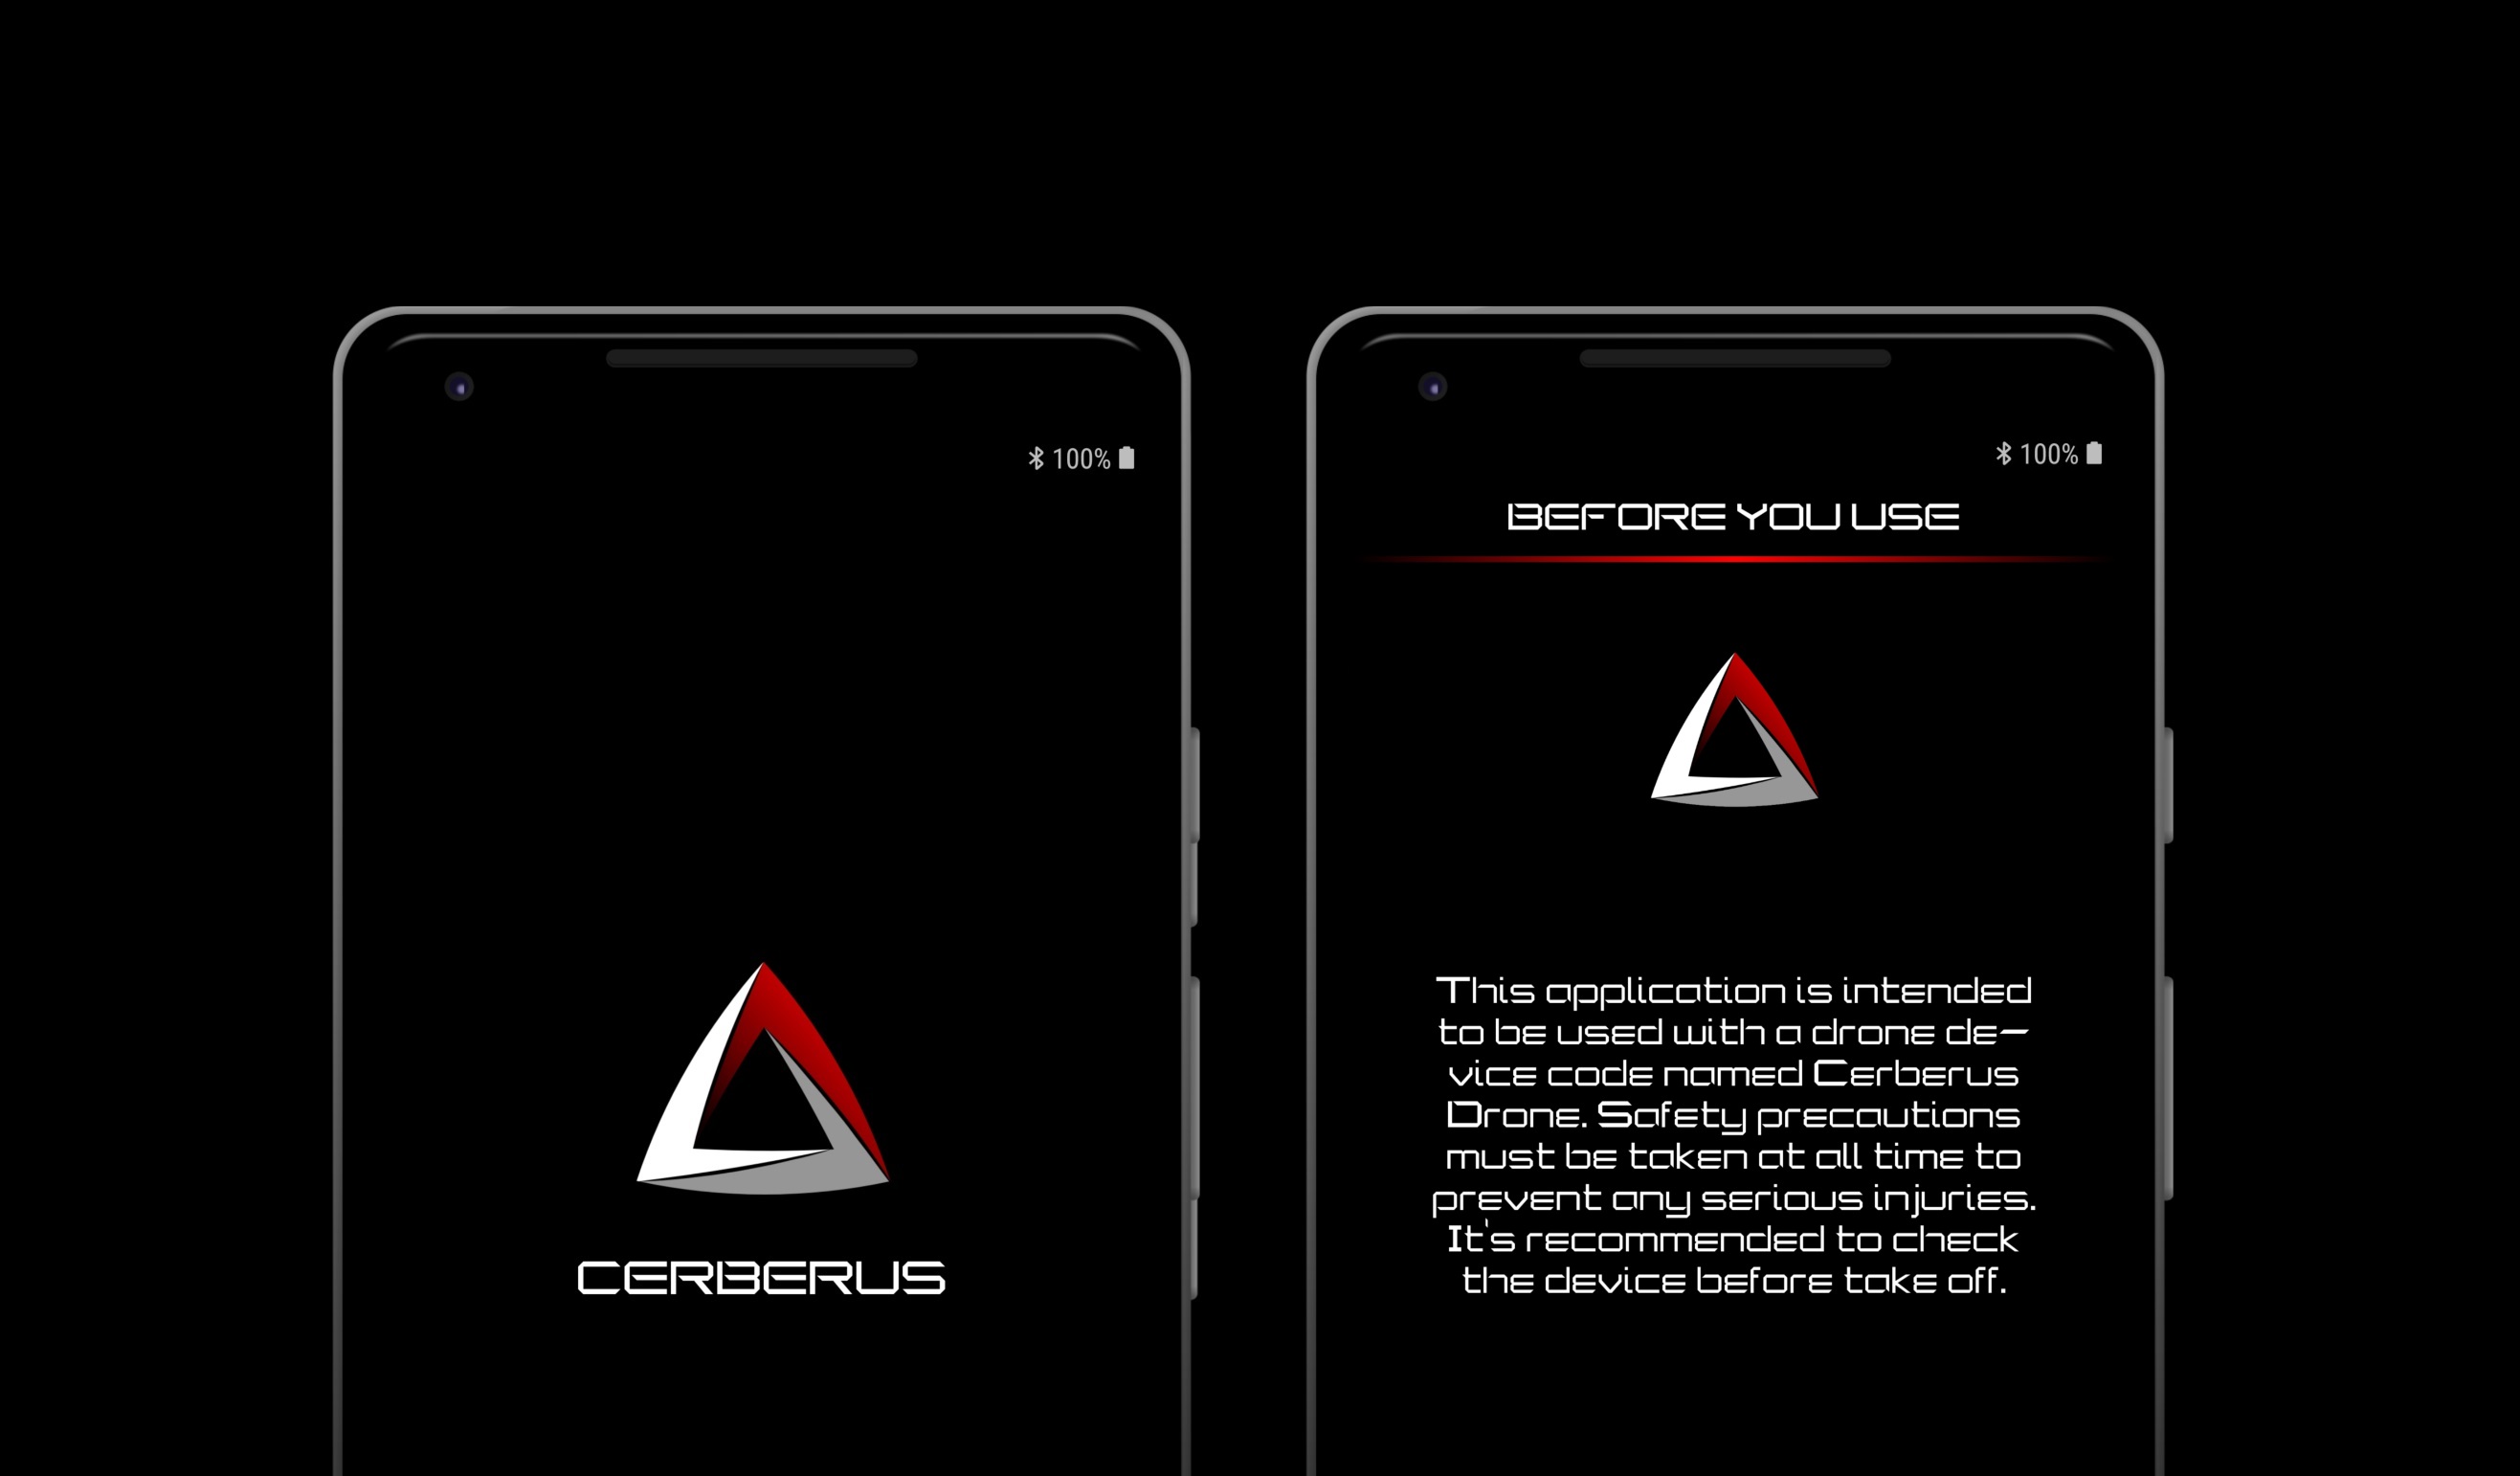 100%
CERBERUS
100%
BEFORE YOU USE
This application is intended
to be used with a drone de-
vice code named Cerberus
Drone. Safety precautions
must be taken at all time to
prevent any serious injuries.
It's recommended to check
the device before take off.